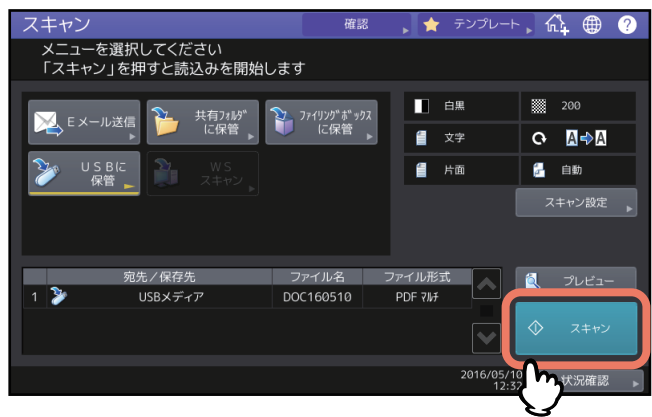 スキャン
確認
テンプレート
?
メニューを選択してください
「スキャン」を押すと読込みを開始します
Eメール送信
共有フォルダ
に保管
ファイリングボックス
に保管
USBに
保管
WS
スキャン
白黒
200
文字
A A
片面
自動
スキャン設定
宛先/保存先
ファイル名
ファイル形式
1
USBメディア
DOC160510
PDF マルチ
プレビュー
スキャン
2016/05/10
12:32
状況確認